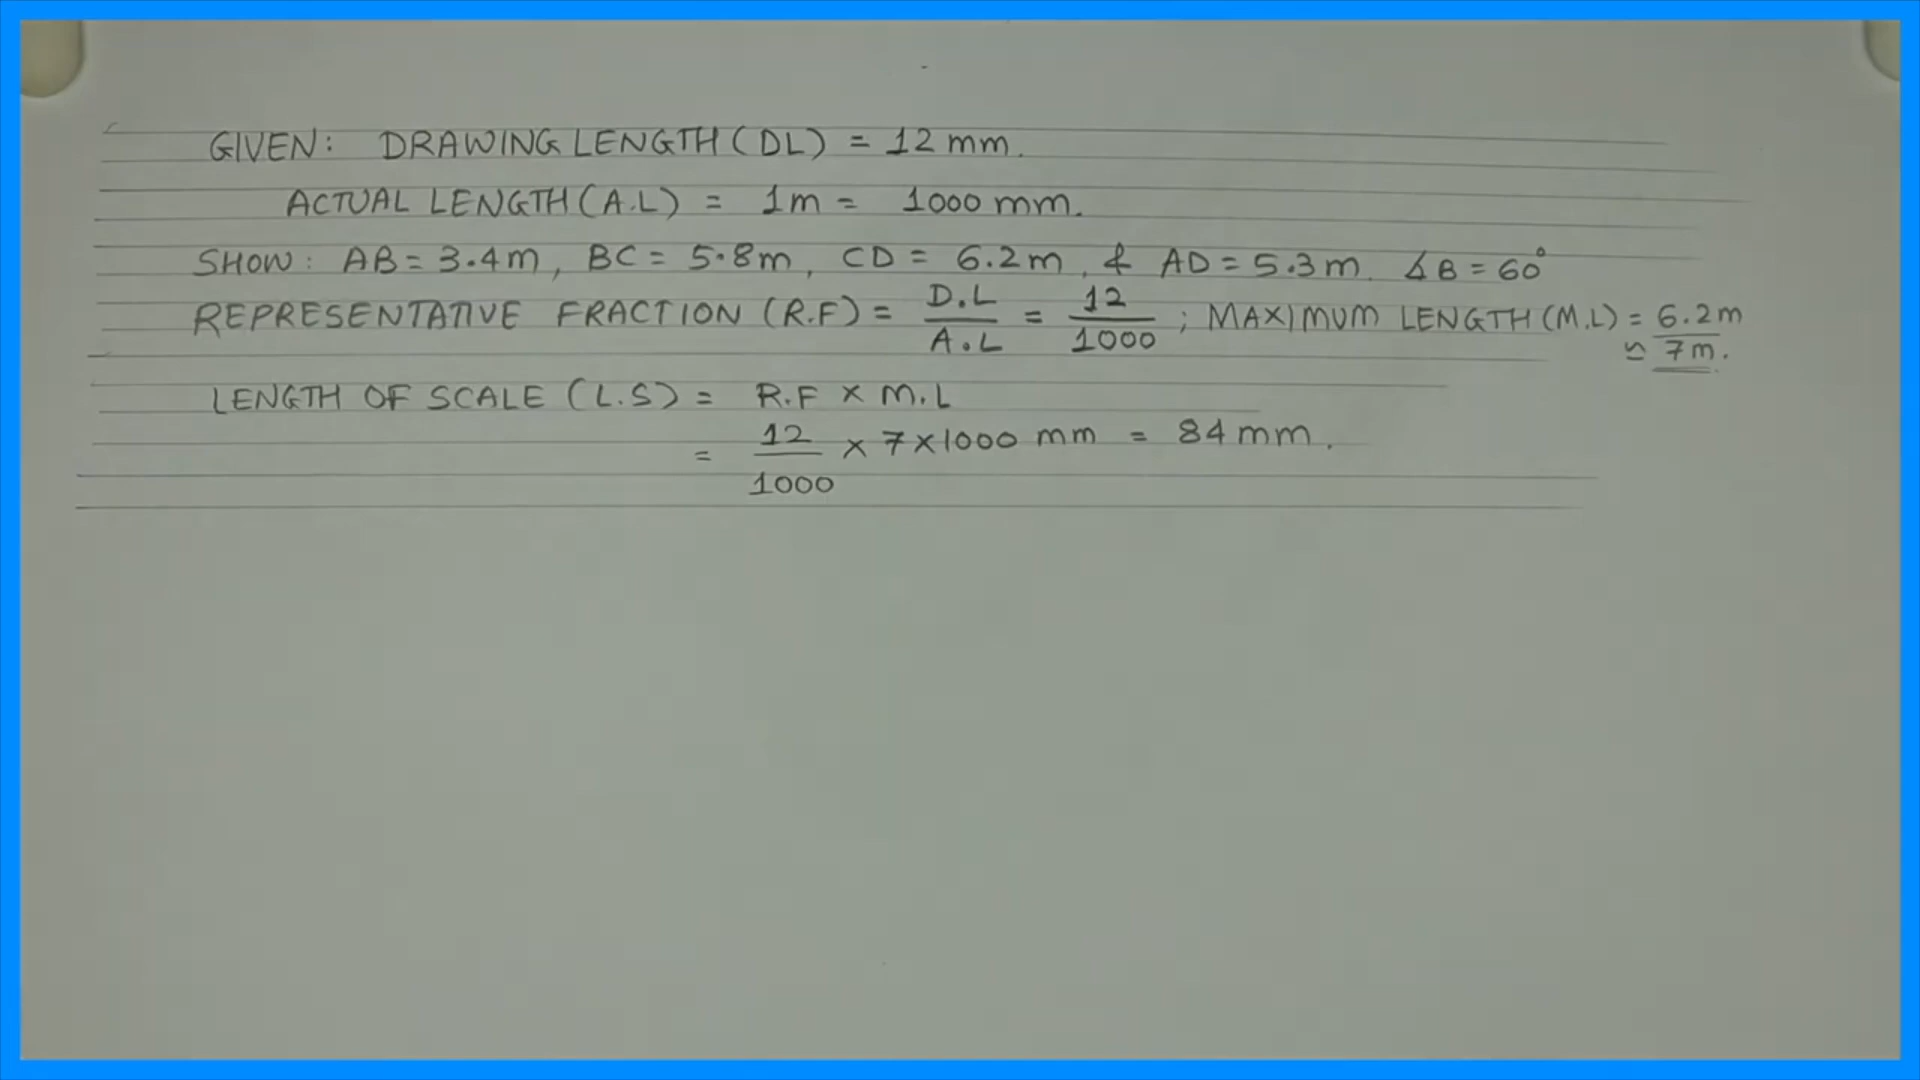 GIVEN: DRAWING LENGTH (DL) = 12 mm.
ACTUAL LENGTH (A.L) = 1m = 1000 mm.
SHOW: AB = 3.4m, BC = 5.8m, CD = 6.2m, & AD = 5.3m. ∡B = 60°
REPRESENTATIVE FRACTION (R.F) = D.L / A.L = 12 / 1000 ; MAXIMUM LENGTH (M.L) = 6.2m
≃ 7m.
LENGTH OF SCALE (L.S) = R.F × M.L
= 12 / 1000 × 7×1000 mm = 84 mm.